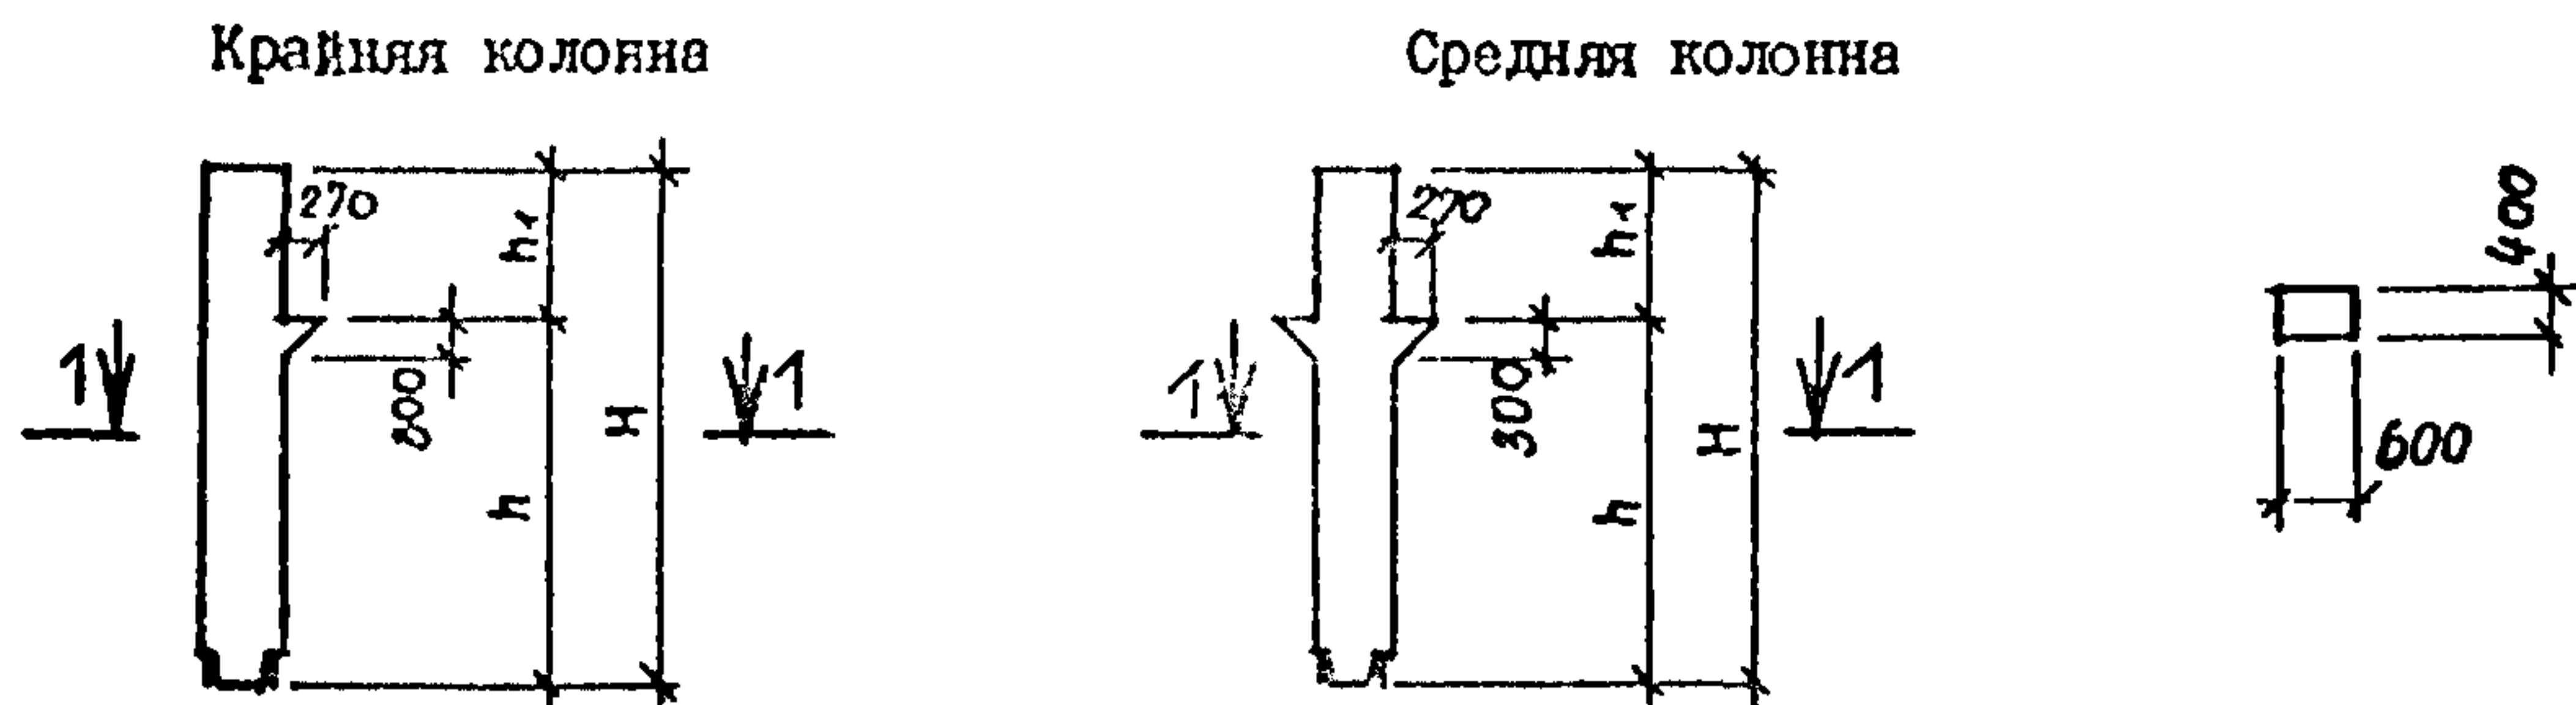 Крайняя колонна
Средняя колонна
270
h₁
300
1
1
H
h
270
h₁
300
1
1
H
h
400
600